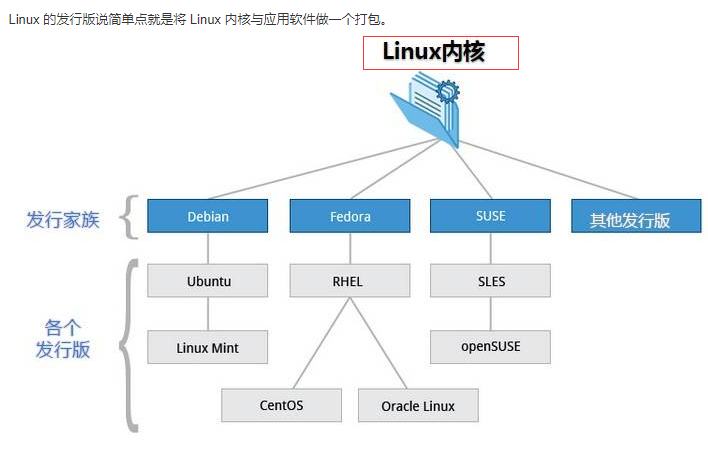 Linux 的发行版说简单点就是将 Linux 内核与应用软件做一个打包。
Linux内核
发行家族
Debian
Fedora
SUSE
其他发行版
各个
发行版
Ubuntu
RHEL
SLES
Linux Mint
openSUSE
CentOS
Oracle Linux